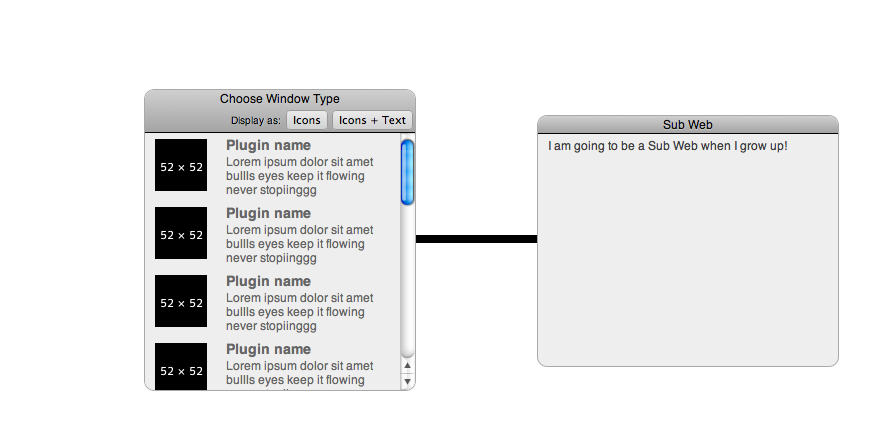 Choose Window Type
Display as: Icons Icons + Text
52 × 52
Plugin name
Lorem ipsum dolor sit amet
bullls eyes keep it flowing
never stopiinggg
52 × 52
Plugin name
Lorem ipsum dolor sit amet
bullls eyes keep it flowing
never stopiinggg
52 × 52
Plugin name
Lorem ipsum dolor sit amet
bullls eyes keep it flowing
never stopiinggg
52 × 52
Plugin name
Lorem ipsum dolor sit amet
bullls eyes keep it flowing
Sub Web
I am going to be a Sub Web when I grow up!